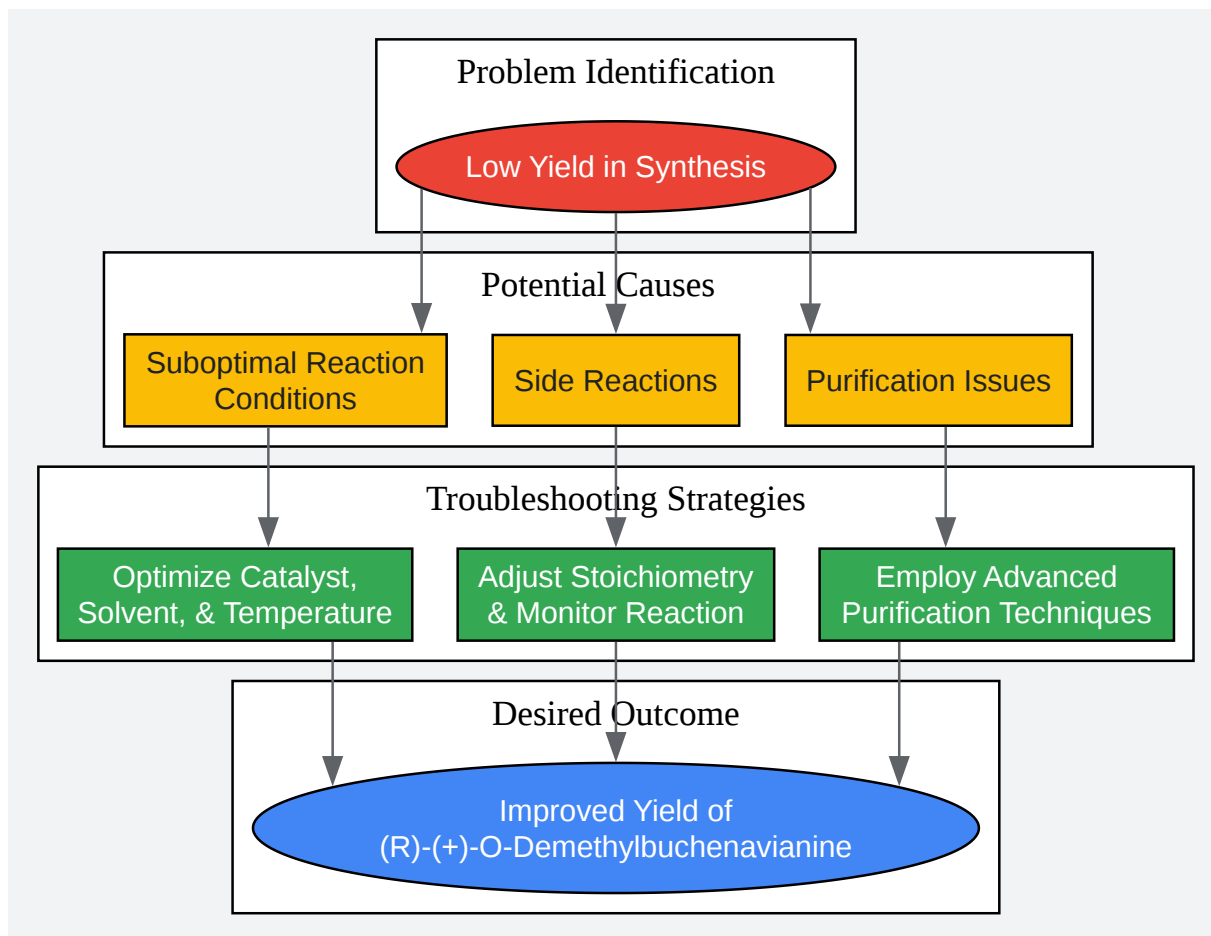 Problem Identification
Low Yield in Synthesis
Potential Causes
Suboptimal Reaction
Conditions
Side Reactions
Purification Issues
Troubleshooting Strategies
Optimize Catalyst,
Solvent, & Temperature
Adjust Stoichiometry
& Monitor Reaction
Employ Advanced
Purification Techniques
Desired Outcome
Improved Yield of
(R)-(+)-O-Demethylbuchenavianine